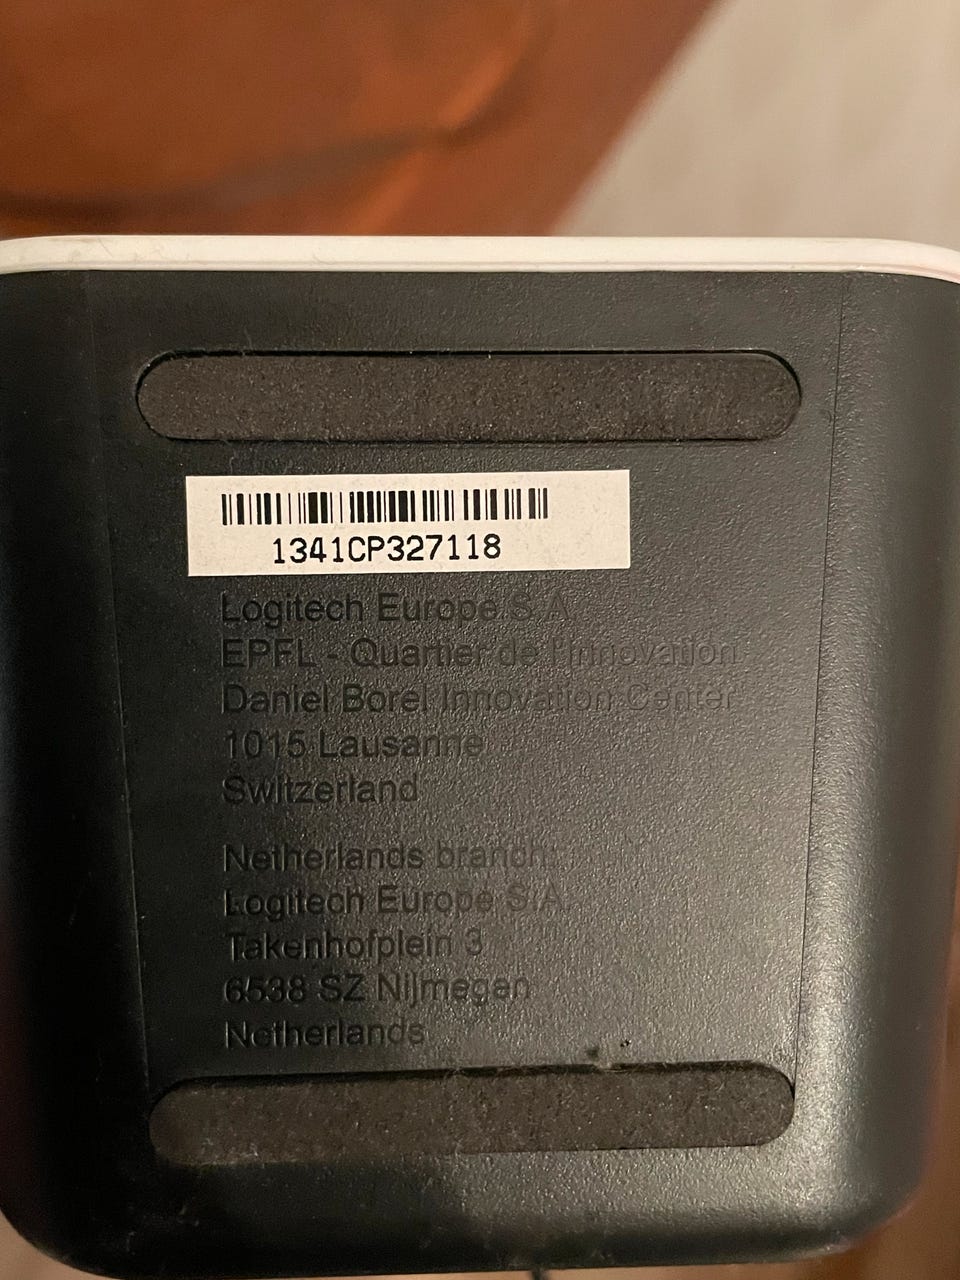 1341CP327118
Logitech Europe S.A.
EPFL - Quartier de l'Innovation
Daniel Borel Innovation Center
1015 Lausanne
Switzerland
Netherlands branch:
Logitech Europe S.A.
Takenhofplein 3
6538 SZ Nijmegen
Netherlands